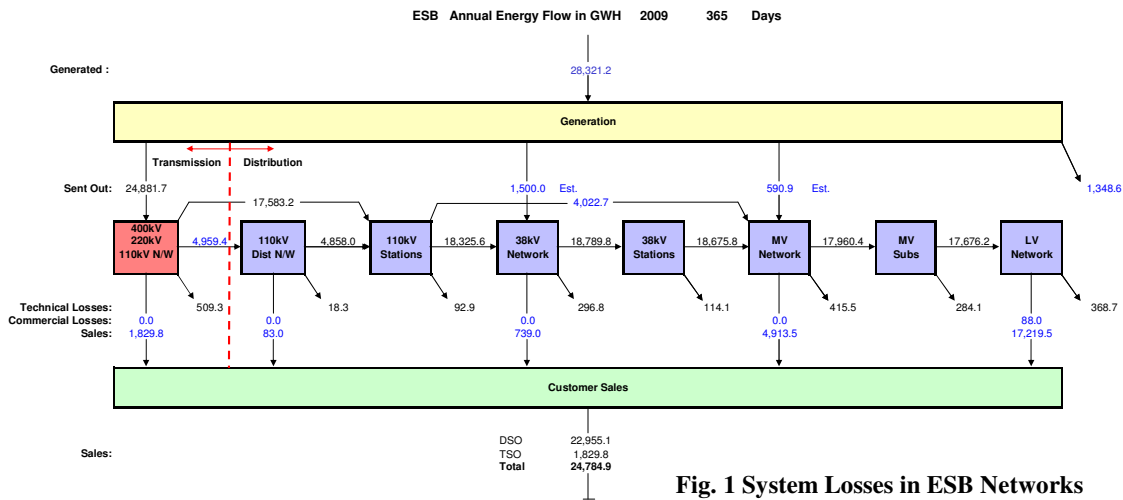 ESB Annual Energy Flow in GWH 2009 365 Days
Generated :
28,321.2
Generation
Transmission
Distribution
Sent Out:
24,881.7
1,500.0 Est.
590.9 Est.
1,348.6
17,583.2
4,022.7
400kV
220kV
110kV N/W
4,959.4
110kV
Dist N/W
4,858.0
110kV
Stations
18,325.6
38kV
Network
18,789.8
38kV
Stations
18,675.8
MV
Network
17,960.4
MV
Subs
17,676.2
LV
Network
Technical Losses:
509.3
18.3
92.9
296.8
114.1
415.5
284.1
368.7
Commercial Losses:
0.0
0.0
0.0
0.0
88.0
Sales:
1,829.8
83.0
739.0
4,913.5
17,219.5
Customer Sales
Sales:
DSO 22,955.1
TSO 1,829.8
Total 24,784.9
Fig. 1 System Losses in ESB Networks